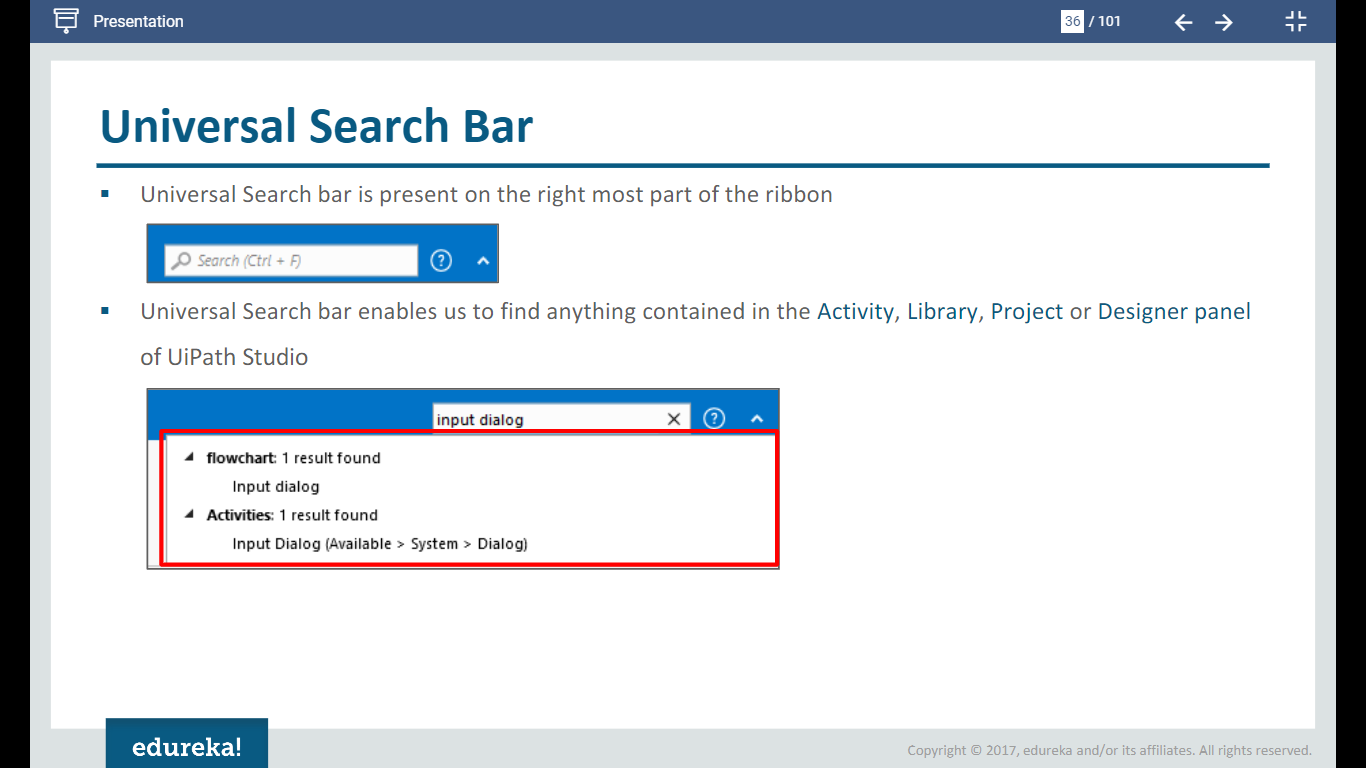 Presentation
36 / 101
Universal Search Bar
▪ Universal Search bar is present on the right most part of the ribbon
Search (Ctrl + F)
?
▪ Universal Search bar enables us to find anything contained in the Activity, Library, Project or Designer panel
of UiPath Studio
input dialog
?
flowchart: 1 result found
Input dialog
Activities: 1 result found
Input Dialog (Available > System > Dialog)
edureka!
Copyright © 2017, edureka and/or its affiliates. All rights reserved.